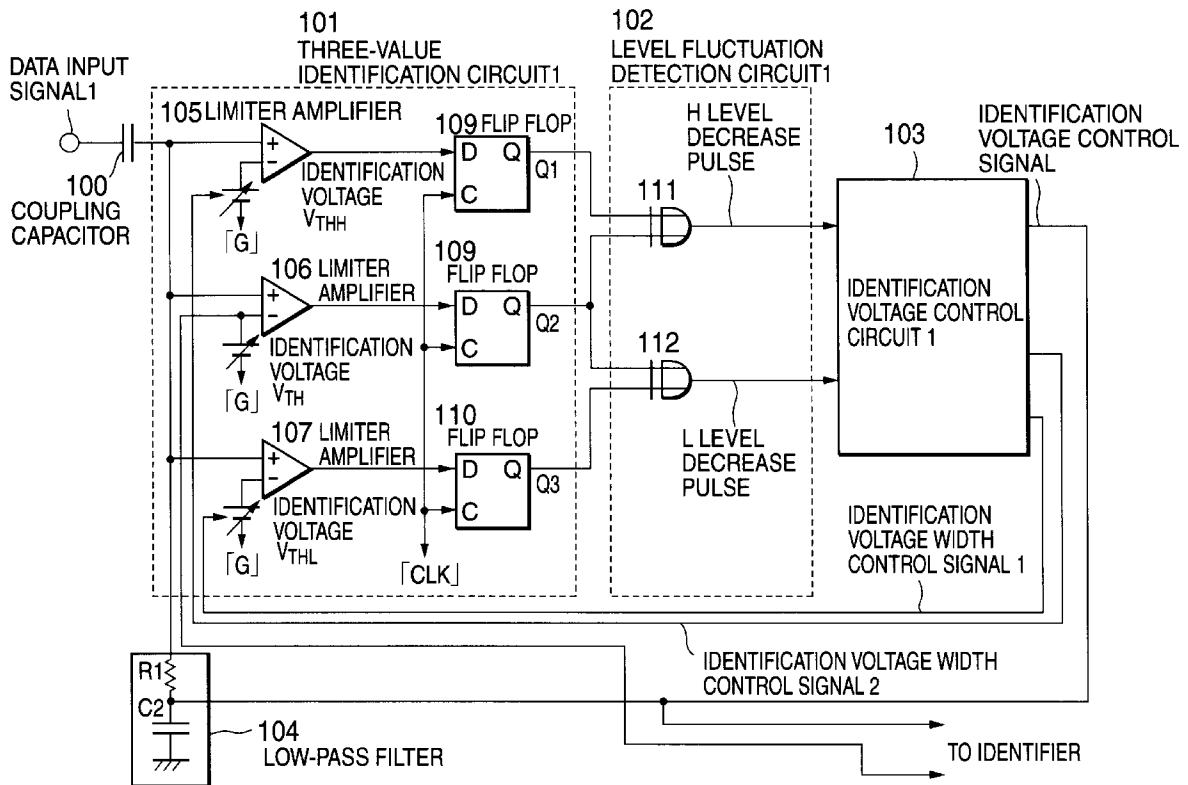 101
THREE-VALUE
IDENTIFICATION CIRCUIT1
102
LEVEL FLUCTUATION
DETECTION CIRCUIT1
DATA INPUT
SIGNAL1
100
COUPLING
CAPACITOR
105 LIMITER AMPLIFIER
+
−
IDENTIFICATION
VOLTAGE
VTHH
「G」
109 FLIP FLOP
D Q
C
Q1
106 LIMITER
AMPLIFIER
+
−
IDENTIFICATION
VOLTAGE
VTH
「G」
109
FLIP FLOP
D Q
C
Q2
107 LIMITER
AMPLIFIER
+
−
IDENTIFICATION
VOLTAGE
VTHL
「G」
110
FLIP FLOP
D Q
C
Q3
「CLK」
H LEVEL
DECREASE
PULSE
111
112
L LEVEL
DECREASE
PULSE
103
IDENTIFICATION
VOLTAGE CONTROL
CIRCUIT 1
IDENTIFICATION
VOLTAGE CONTROL
SIGNAL
IDENTIFICATION
VOLTAGE WIDTH
CONTROL SIGNAL 1
IDENTIFICATION VOLTAGE WIDTH
CONTROL SIGNAL 2
R1
C2
104
LOW-PASS FILTER
TO IDENTIFIER